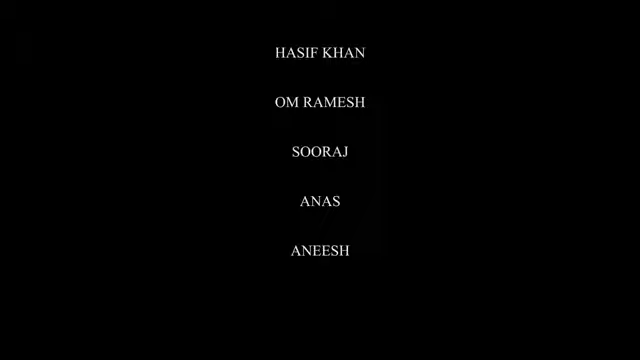 HASIF KHAN
OM RAMESH
SOORAJ
ANAS
ANEESH